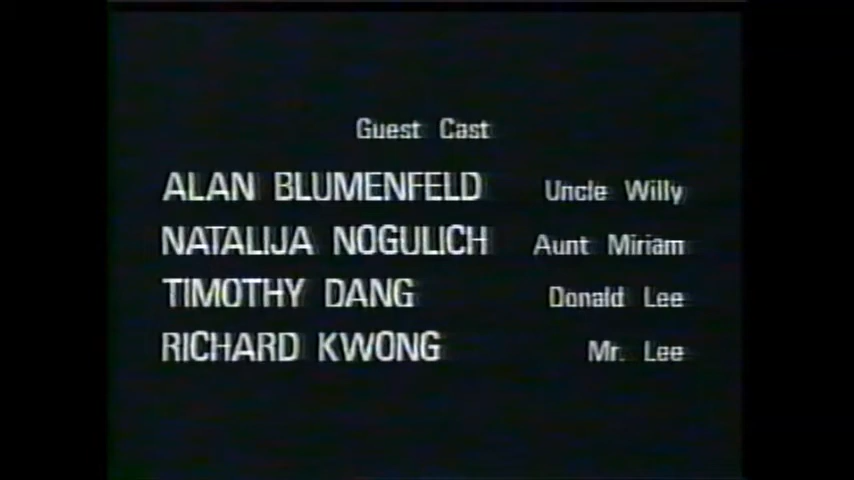 Guest Cast
ALAN BLUMENFELD Uncle Willy
NATALIJA NOGULICH Aunt Miriam
TIMOTHY DANG Donald Lee
RICHARD KWONG Mr. Lee